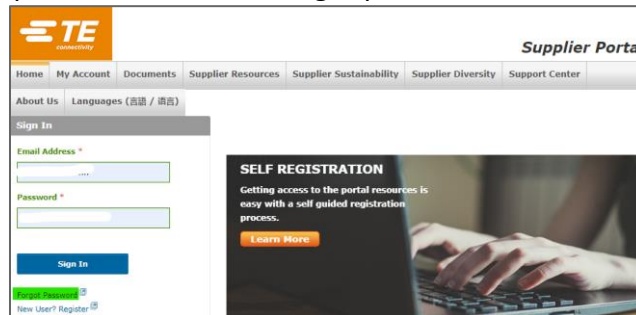 TE
connectivity
Supplier Porta
Home My Account Documents Supplier Resources Supplier Sustainability Supplier Diversity Support Center
About Us Languages (言語 / 语言)
Sign In
Email Address *
....
Password *
Sign In
Forgot Password
New User? Register
SELF REGISTRATION
Getting access to the portal resources is
easy with a self guided registration
process.
Learn More